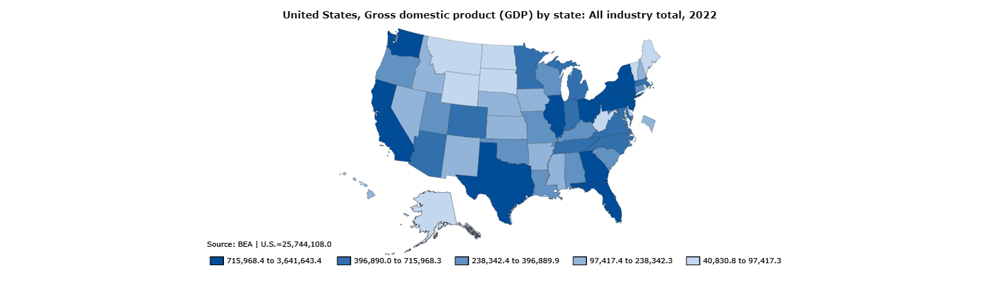 United States, Gross domestic product (GDP) by state: All industry total, 2022
Source: BEA | U.S.=25,744,108.0
715,968.4 to 3,641,643.4 396,890.0 to 715,968.3 238,342.4 to 396,889.9 97,417.4 to 238,342.3 40,830.8 to 97,417.3